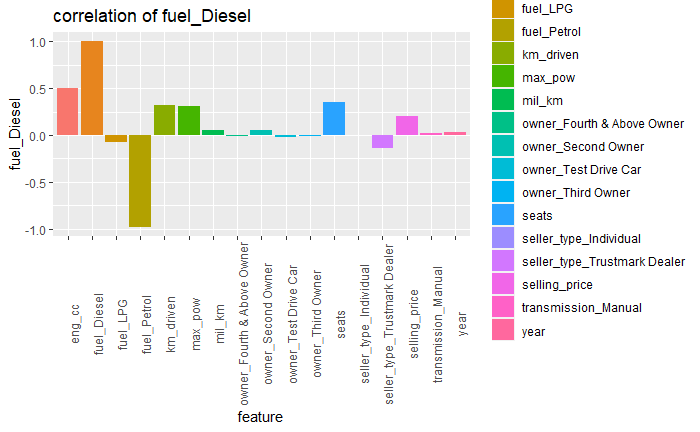 correlation of fuel_Diesel
fuel_Diesel
1.0
0.5
0.0
-0.5
-1.0
eng_cc
fuel_Diesel
fuel_LPG
fuel_Petrol
km_driven
max_pow
mil_km
owner_Fourth & Above Owner
owner_Second Owner
owner_Test Drive Car
owner_Third Owner
seats
seller_type_Individual
seller_type_Trustmark Dealer
selling_price
transmission_Manual
year
feature
fuel_LPG
fuel_Petrol
km_driven
max_pow
mil_km
owner_Fourth & Above Owner
owner_Second Owner
owner_Test Drive Car
owner_Third Owner
seats
seller_type_Individual
seller_type_Trustmark Dealer
selling_price
transmission_Manual
year